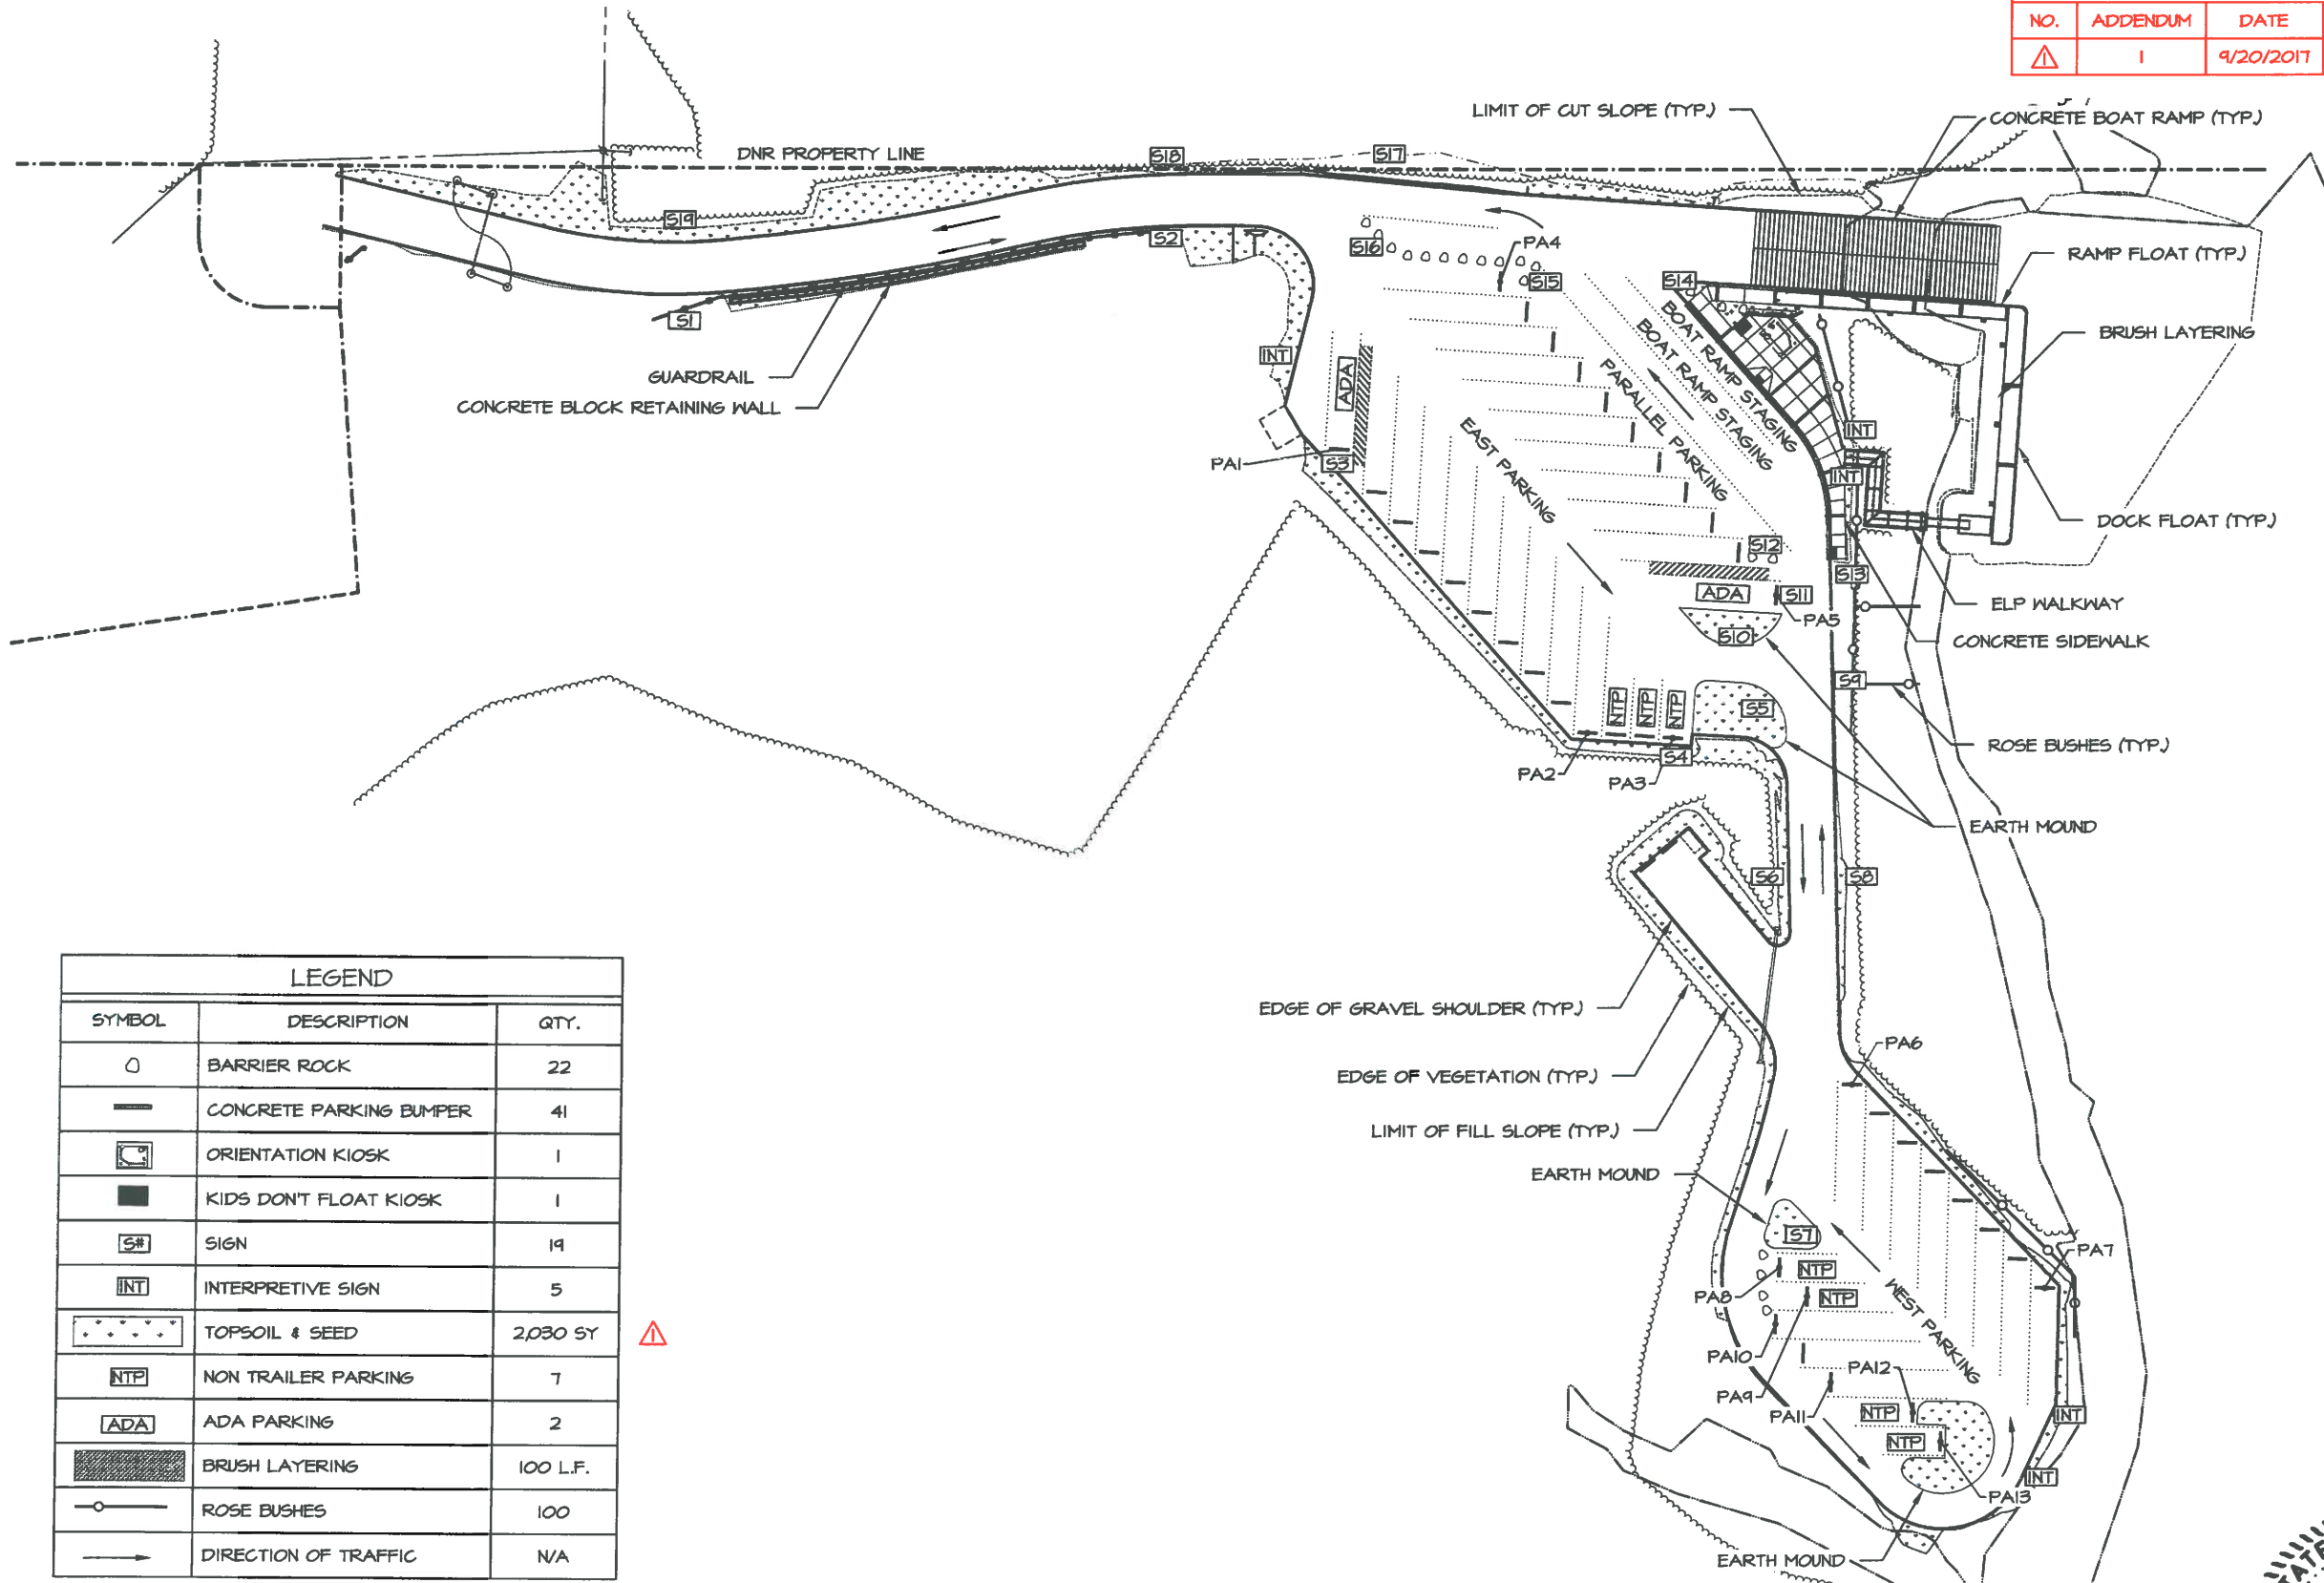 NO. ADDENDUM DATE
1 1 9/20/2017
LIMIT OF CUT SLOPE (TYP.)
CONCRETE BOAT RAMP (TYP.)
DNR PROPERTY LINE
S18
S17
S19
S2
S16
PA4
S15
S14
RAMP FLOAT (TYP.)
S1
BRUSH LAYERING
INT
GUARDRAIL
CONCRETE BLOCK RETAINING WALL
ADA
BOAT RAMP STAGING
BOAT RAMP STAGING
PARALLEL PARKING
EAST PARKING
INT
PA1
S3
INT
DOCK FLOAT (TYP.)
S12
S13
ADA
S11
PA5
ELP WALKWAY
S10
CONCRETE SIDEWALK
S9
NTP
NTP
NTP
S5
ROSE BUSHES (TYP.)
S4
PA2
PA3
EARTH MOUND
S6
S8
EDGE OF GRAVEL SHOULDER (TYP.)
PA6
EDGE OF VEGETATION (TYP.)
LIMIT OF FILL SLOPE (TYP.)
EARTH MOUND
S7
PA7
NTP
PA8
NTP
WEST PARKING
PA10
PA12
PA9
PA11
NTP
INT
NTP
INT
PA13
EARTH MOUND
LEGEND
SYMBOL DESCRIPTION QTY.
BARRIER ROCK 22
CONCRETE PARKING BUMPER 41
ORIENTATION KIOSK 1
KIDS DON'T FLOAT KIOSK 1
S# SIGN 19
INT INTERPRETIVE SIGN 5
TOPSOIL & SEED 2,030 SY 1
NTP NON TRAILER PARKING 7
ADA ADA PARKING 2
BRUSH LAYERING 100 L.F.
ROSE BUSHES 100
DIRECTION OF TRAFFIC N/A